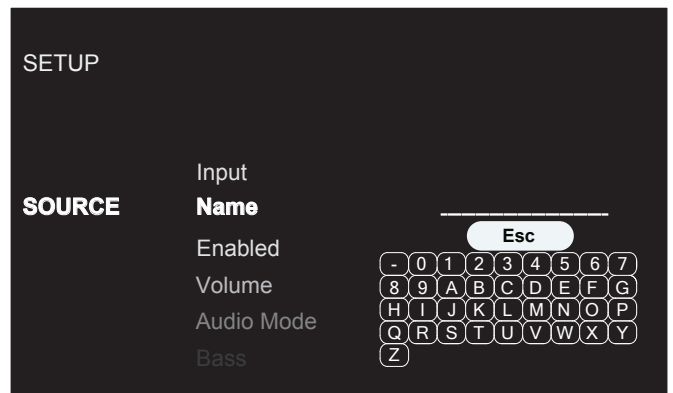 SETUP
Input
SOURCE Name ______________
Esc
Enabled
- 0 1 2 3 4 5 6 7
Volume 8 9 A B C D E F G
H I J K L M N O P
Audio Mode
Q R S T U V W X Y
Bass Z